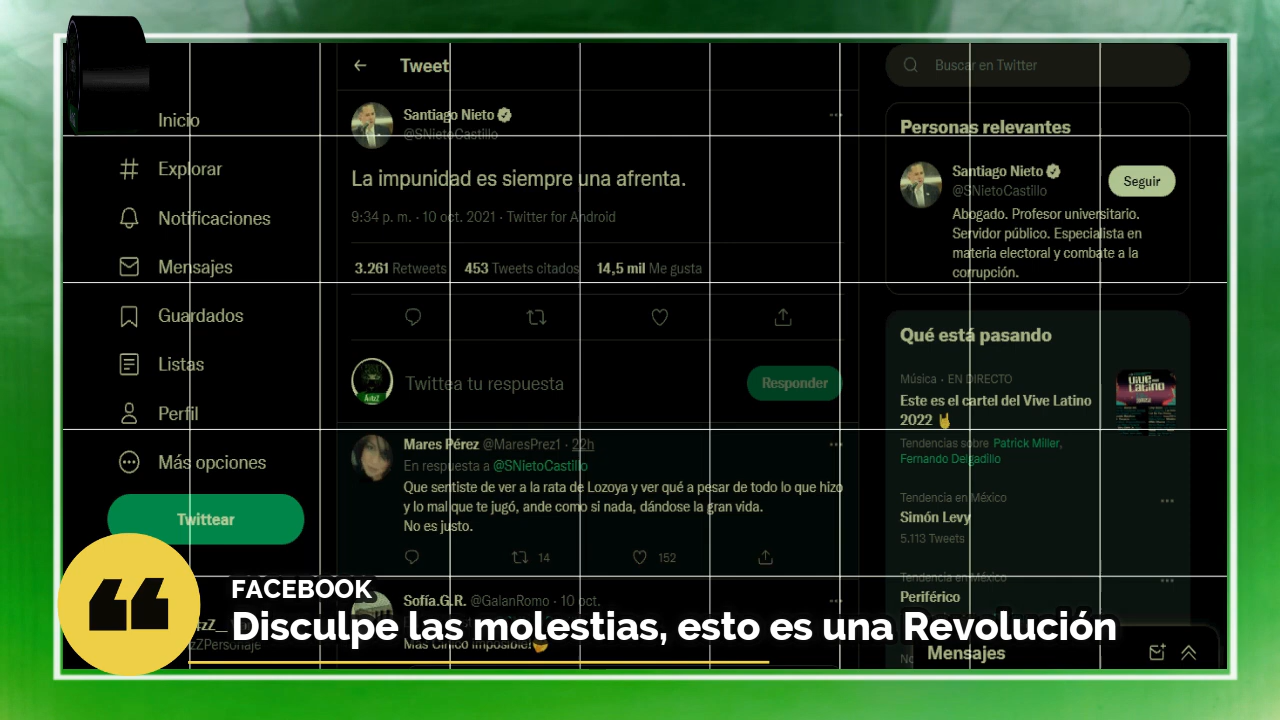 Tweet
Buscar en Twitter
Inicio
Explorar
Notificaciones
Mensajes
Guardados
Listas
Perfil
Más opciones
Twittear
Santiago Nieto
@SNietoCastillo
La impunidad es siempre una afrenta.
9:34 p. m. · 10 oct. 2021 · Twitter for Android
3.261 Retweets 453 Tweets citados 14,5 mil Me gusta
Twittea tu respuesta
Responder
Mares Pérez @MaresPrez1 · 22h
En respuesta a @SNietoCastillo
Que sentiste de ver a la rata de Lozoya y ver qué a pesar de todo lo que hizo
y lo mal que te jugó, ande como si nada, dándose la gran vida.
No es justo.
14 152
Sofía.G.R. @GalanRomo · 10 oct.
Más Cínico imposible!
Personas relevantes
Santiago Nieto
@SNietoCastillo
Seguir
Abogado. Profesor universitario.
Servidor público. Especialista en
materia electoral y combate a la
corrupción.
Qué está pasando
Música · EN DIRECTO
Este es el cartel del Vive Latino
2022
VIVE LATINO
Tendencias sobre Patrick Miller,
Fernando Delgadillo
Tendencia en México
Simón Levy
5.113 Tweets
Tendencia en México
Periférico
Mensajes
FACEBOOK
Disculpe las molestias, esto es una Revolución